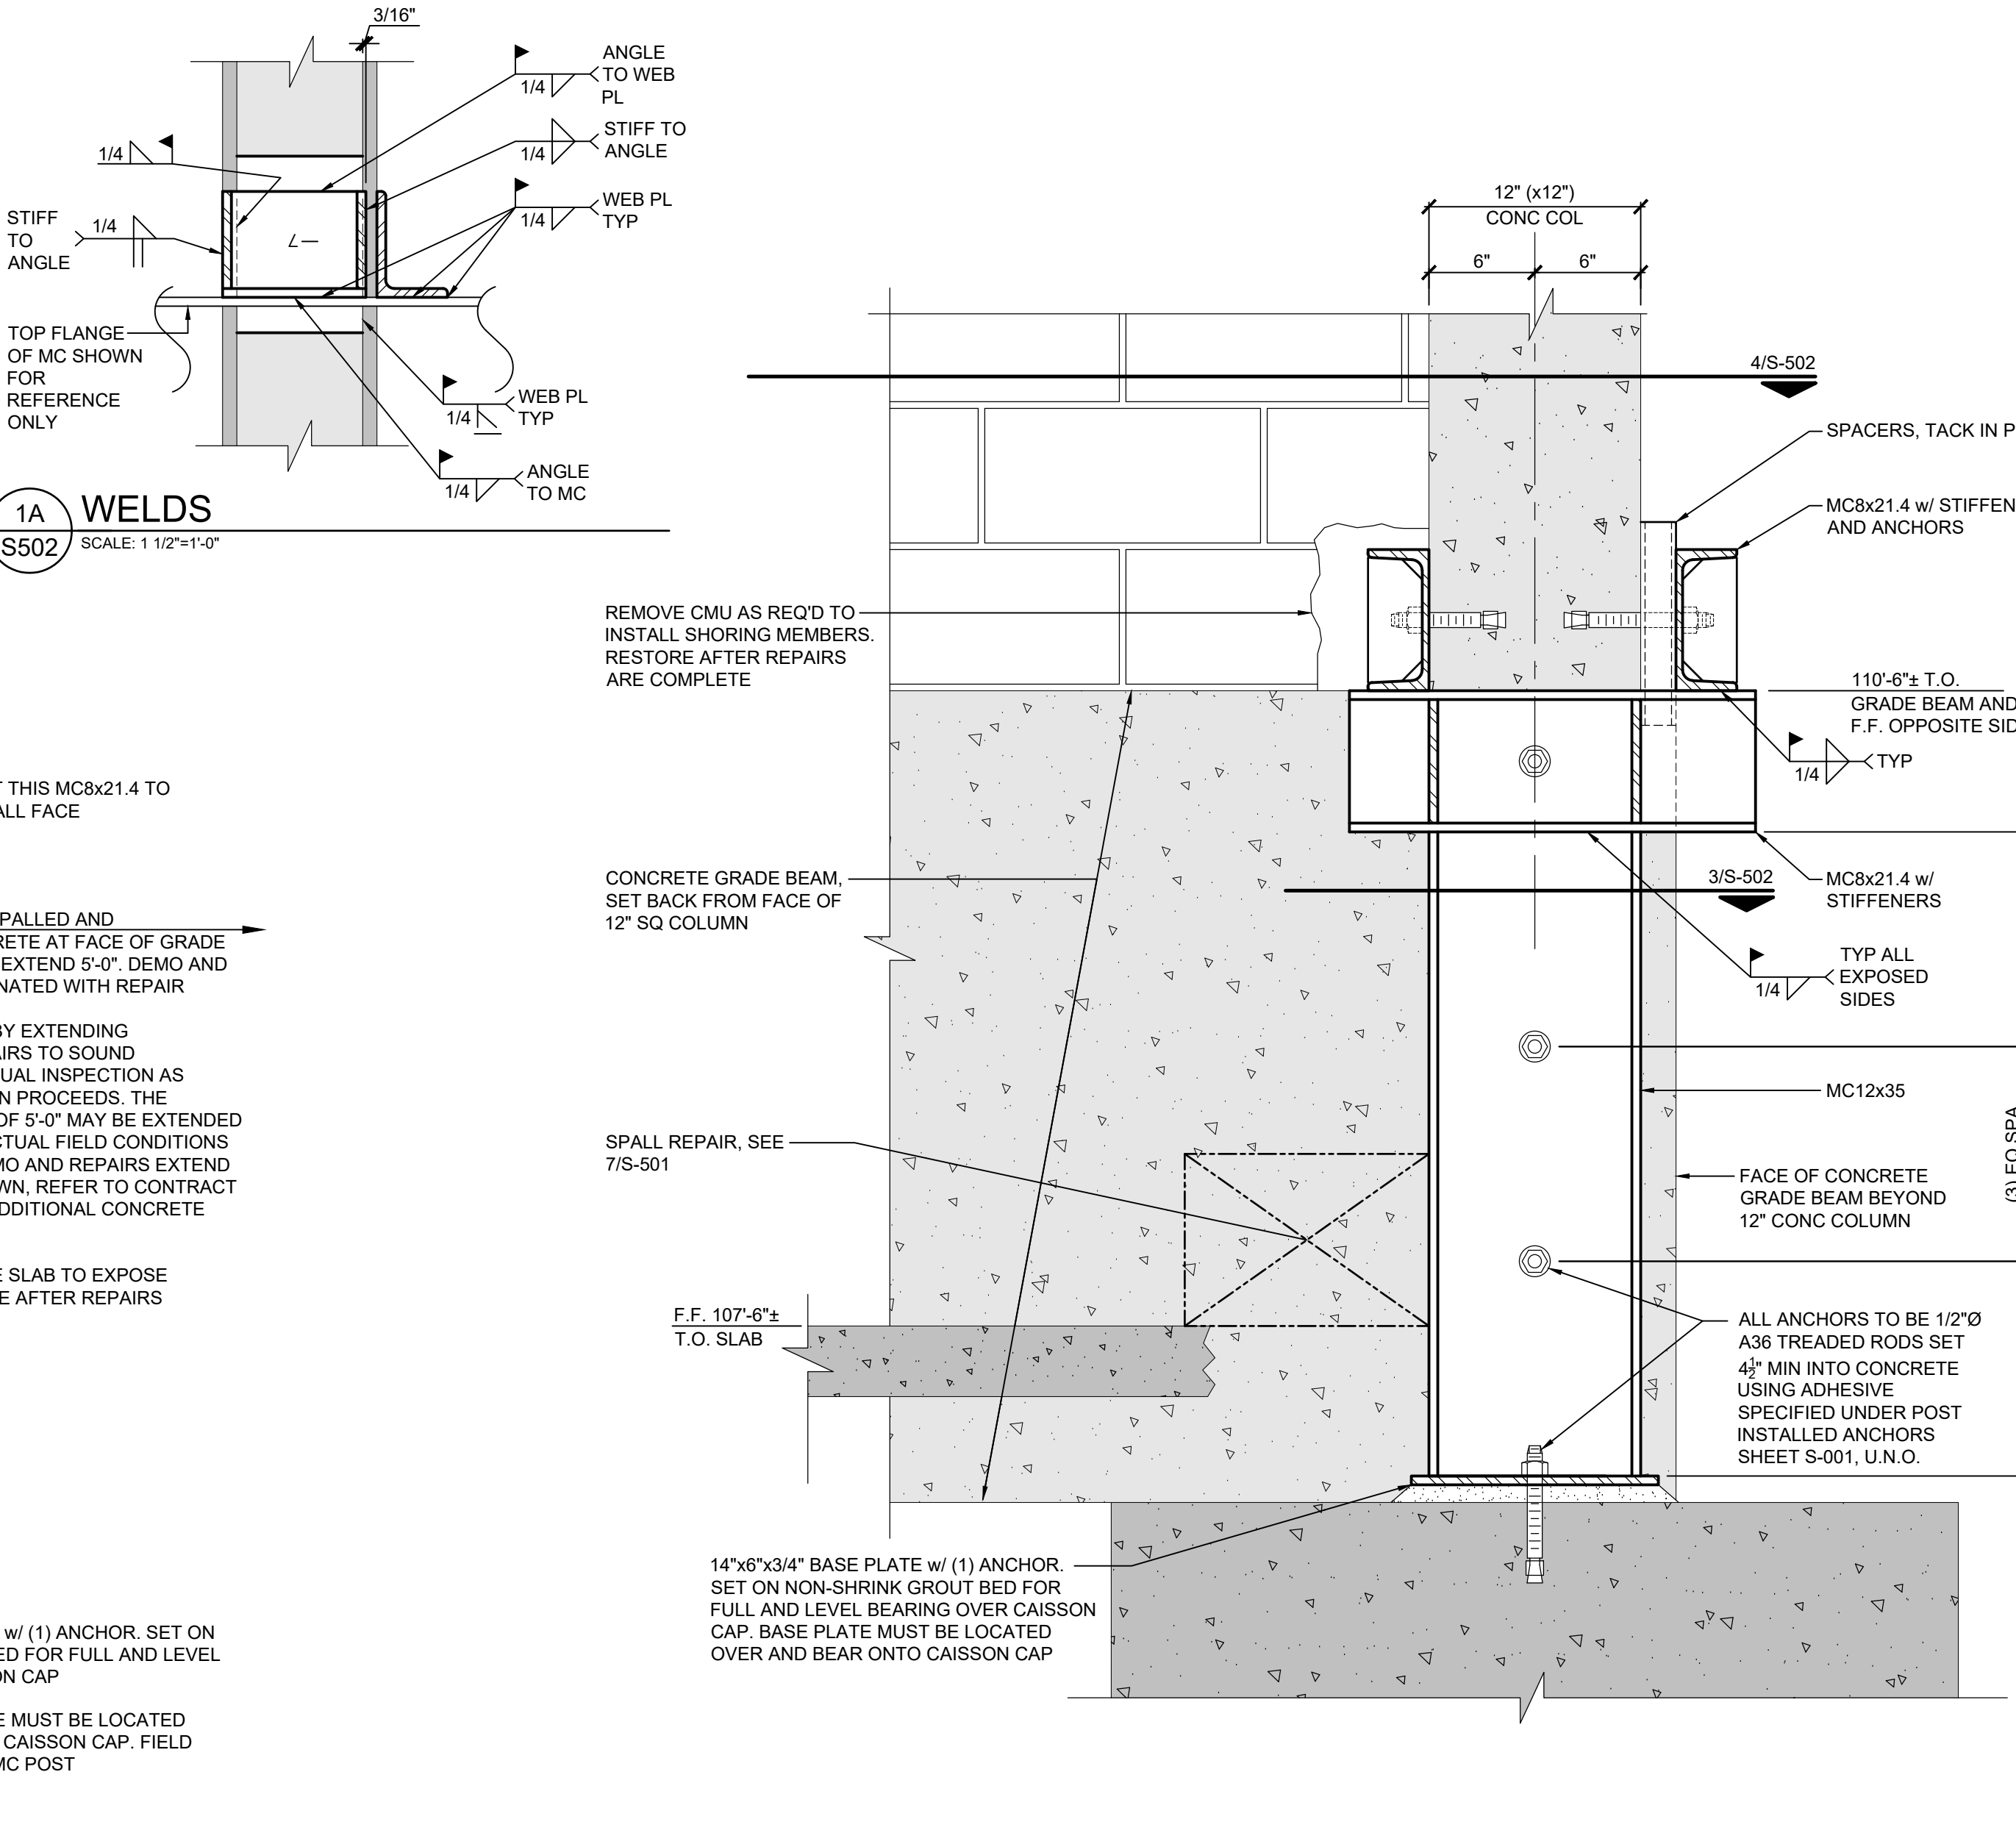 3/16"
1/4
ANGLE
TO WEB
PL
1/4
STIFF TO
ANGLE
1/4
1/4
WEB PL
TYP
STIFF
TO
ANGLE
1/4
TOP FLANGE
OF MC SHOWN
FOR
REFERENCE
ONLY
1/4
WEB PL
TYP
1/4
ANGLE
TO MC
1A
S502
WELDS
SCALE: 1 1/2"=1'-0"
T THIS MC8x21.4 TO
ALL FACE
PALLED AND
RETE AT FACE OF GRADE
EXTEND 5'-0". DEMO AND
NATED WITH REPAIR
BY EXTENDING
AIRS TO SOUND
UAL INSPECTION AS
N PROCEEDS. THE
OF 5'-0" MAY BE EXTENDED
CTUAL FIELD CONDITIONS
MO AND REPAIRS EXTEND
WN, REFER TO CONTRACT
DDITIONAL CONCRETE
E SLAB TO EXPOSE
E AFTER REPAIRS
w/ (1) ANCHOR. SET ON
ED FOR FULL AND LEVEL
ON CAP
E MUST BE LOCATED
CAISSON CAP. FIELD
MC POST
12" (x12")
CONC COL
6"
6"
4/S-502
SPACERS, TACK IN P
MC8x21.4 w/ STIFFEN
AND ANCHORS
REMOVE CMU AS REQ'D TO
INSTALL SHORING MEMBERS.
RESTORE AFTER REPAIRS
ARE COMPLETE
110'-6"± T.O.
GRADE BEAM AND
F.F. OPPOSITE SID
1/4
TYP
CONCRETE GRADE BEAM,
SET BACK FROM FACE OF
12" SQ COLUMN
3/S-502
MC8x21.4 w/
STIFFENERS
1/4
TYP ALL
EXPOSED
SIDES
MC12x35
(3) EQ SPA
SPALL REPAIR, SEE
7/S-501
FACE OF CONCRETE
GRADE BEAM BEYOND
12" CONC COLUMN
F.F. 107'-6"±
T.O. SLAB
ALL ANCHORS TO BE 1/2"Ø
A36 TREADED RODS SET
4½" MIN INTO CONCRETE
USING ADHESIVE
SPECIFIED UNDER POST
INSTALLED ANCHORS
SHEET S-001, U.N.O.
14"x6"x3/4" BASE PLATE w/ (1) ANCHOR.
SET ON NON-SHRINK GROUT BED FOR
FULL AND LEVEL BEARING OVER CAISSON
CAP. BASE PLATE MUST BE LOCATED
OVER AND BEAR ONTO CAISSON CAP